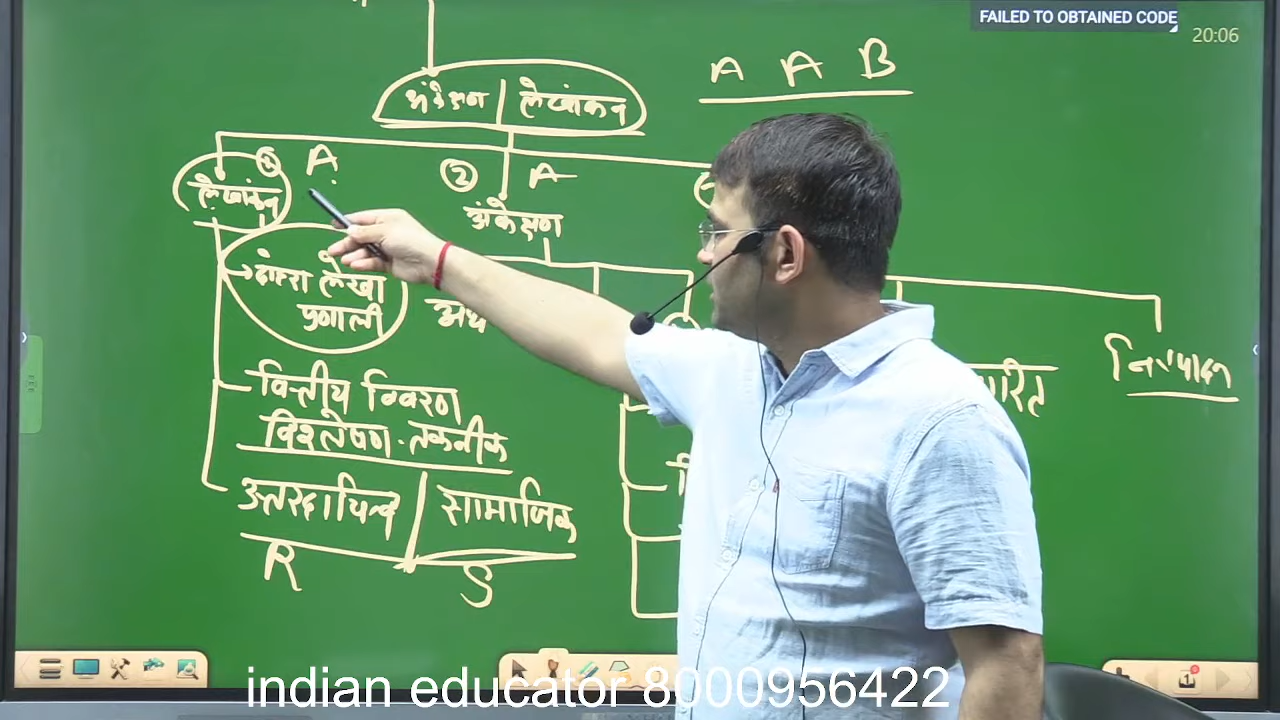 FAILED TO OBTAINED CODE
20:06
A A B
अंकेक्षण | लेखांकन
① A
② A
लेखांकन
अंकेक्षण
दोहरा लेखा
प्रणाली
वित्तीय विवरण
विश्लेषण तकनीक
उत्तरदायित्व | सामाजिक
R S
निष्पादन
indian educator 8000956422